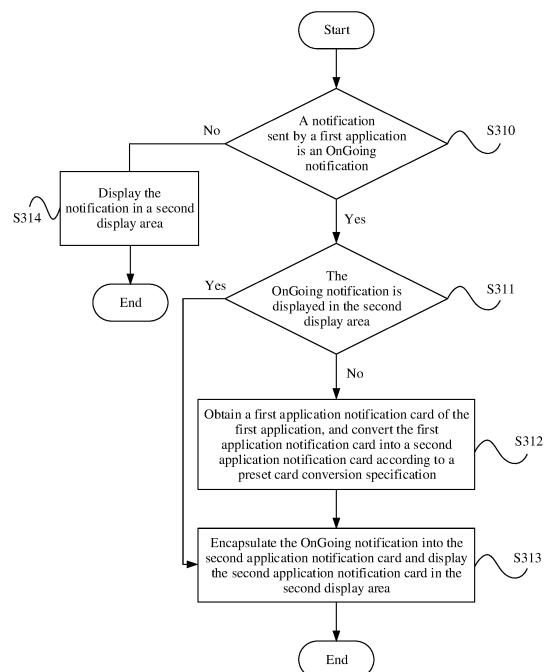 Start
A notification
sent by a first application
is an OnGoing
notification
S310
No
Yes
Display the
notification in a second
display area
S314
End
The
OnGoing notification is
displayed in the second
display area
S311
Yes
No
Obtain a first application notification card of the
first application, and convert the first
application notification card into a second
application notification card according to a
preset card conversion specification
S312
Encapsulate the OnGoing notification into the
second application notification card and display
the second application notification card in the
second display area
S313
End